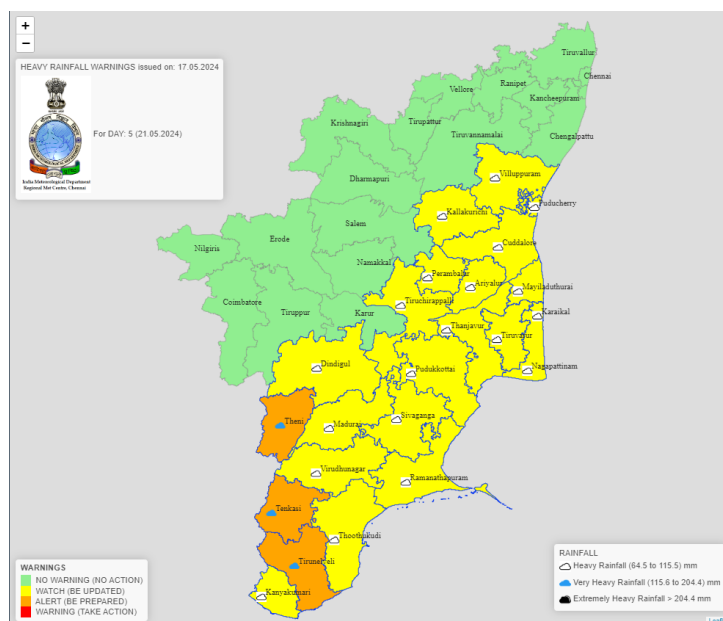 +
−
HEAVY RAINFALL WARNINGS issued on: 17.05.2024
For DAY: 5 (21.05.2024)
India Meteorological Department
Regional Met Centre, Chennai
Tiruvallur
Chennai
Ranipet
Vellore
Kancheepuram
Krishnagiri
Tirupattur
Tiruvannamalai
Chengalpattu
Villuppuram
Dharmapuri
Puducherry
Kallakurichi
Salem
Erode
Cuddalore
Nilgiris
Namakkal
Perambalur
Ariyalur
Mayiladuthurai
Coimbatore
Tiruchirappalli
Tiruppur
Karur
Karaikal
Thanjavur
Tiruvarur
Dindigul
Pudukkottai
Nagapattinam
Theni
Madurai
Sivaganga
Virudhunagar
Ramanathapuram
Tenkasi
Thoothukudi
Tirunelveli
Kanyakumari
WARNINGS
NO WARNING (NO ACTION)
WATCH (BE UPDATED)
ALERT (BE PREPARED)
WARNING (TAKE ACTION)
RAINFALL
Heavy Rainfall (64.5 to 115.5) mm
Very Heavy Rainfall (115.6 to 204.4) mm
Extremely Heavy Rainfall > 204.4 mm